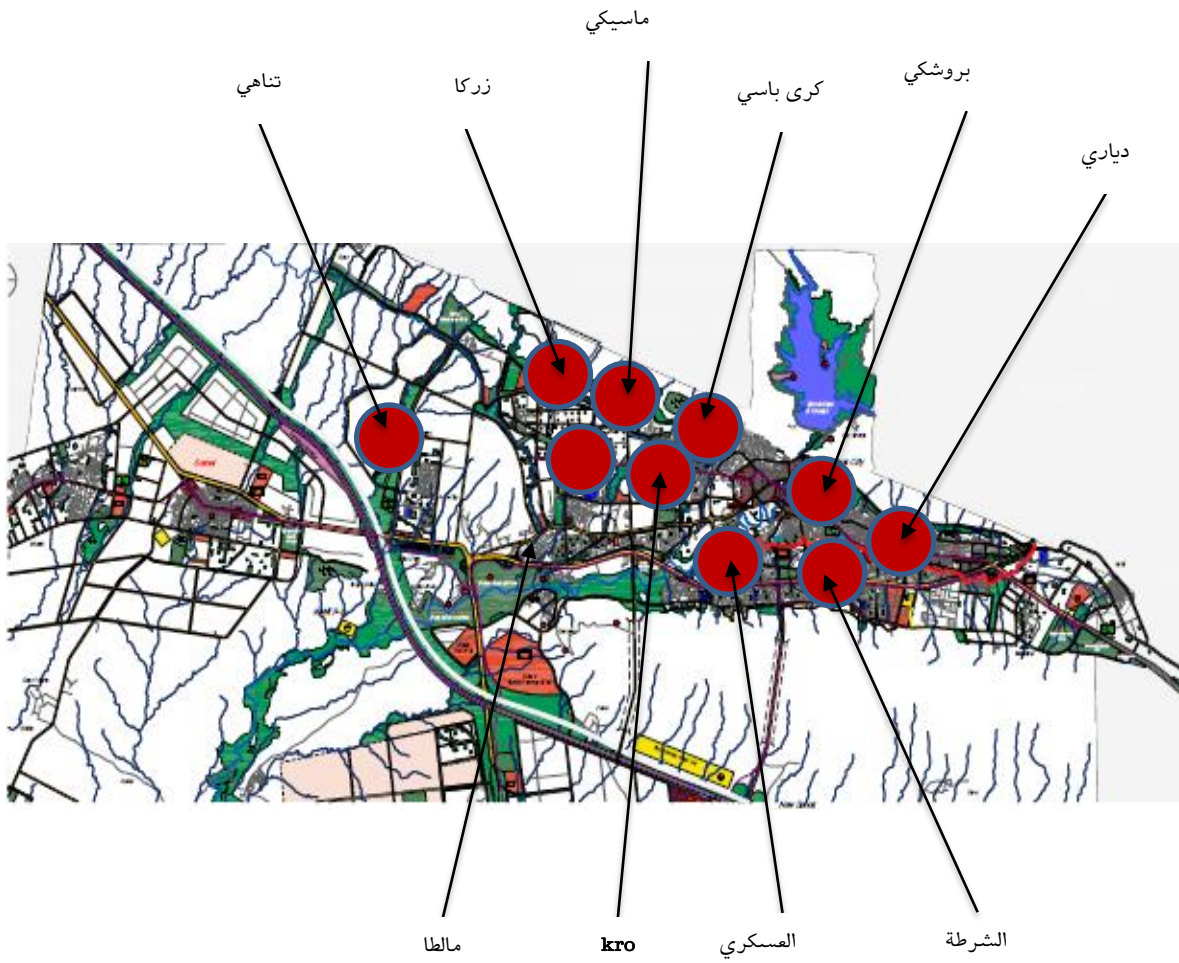 ماسيكي
بروشكي
كرى باسي
زركا
تناهي
دياري
مالطا
kro
العسكري
الشرطة